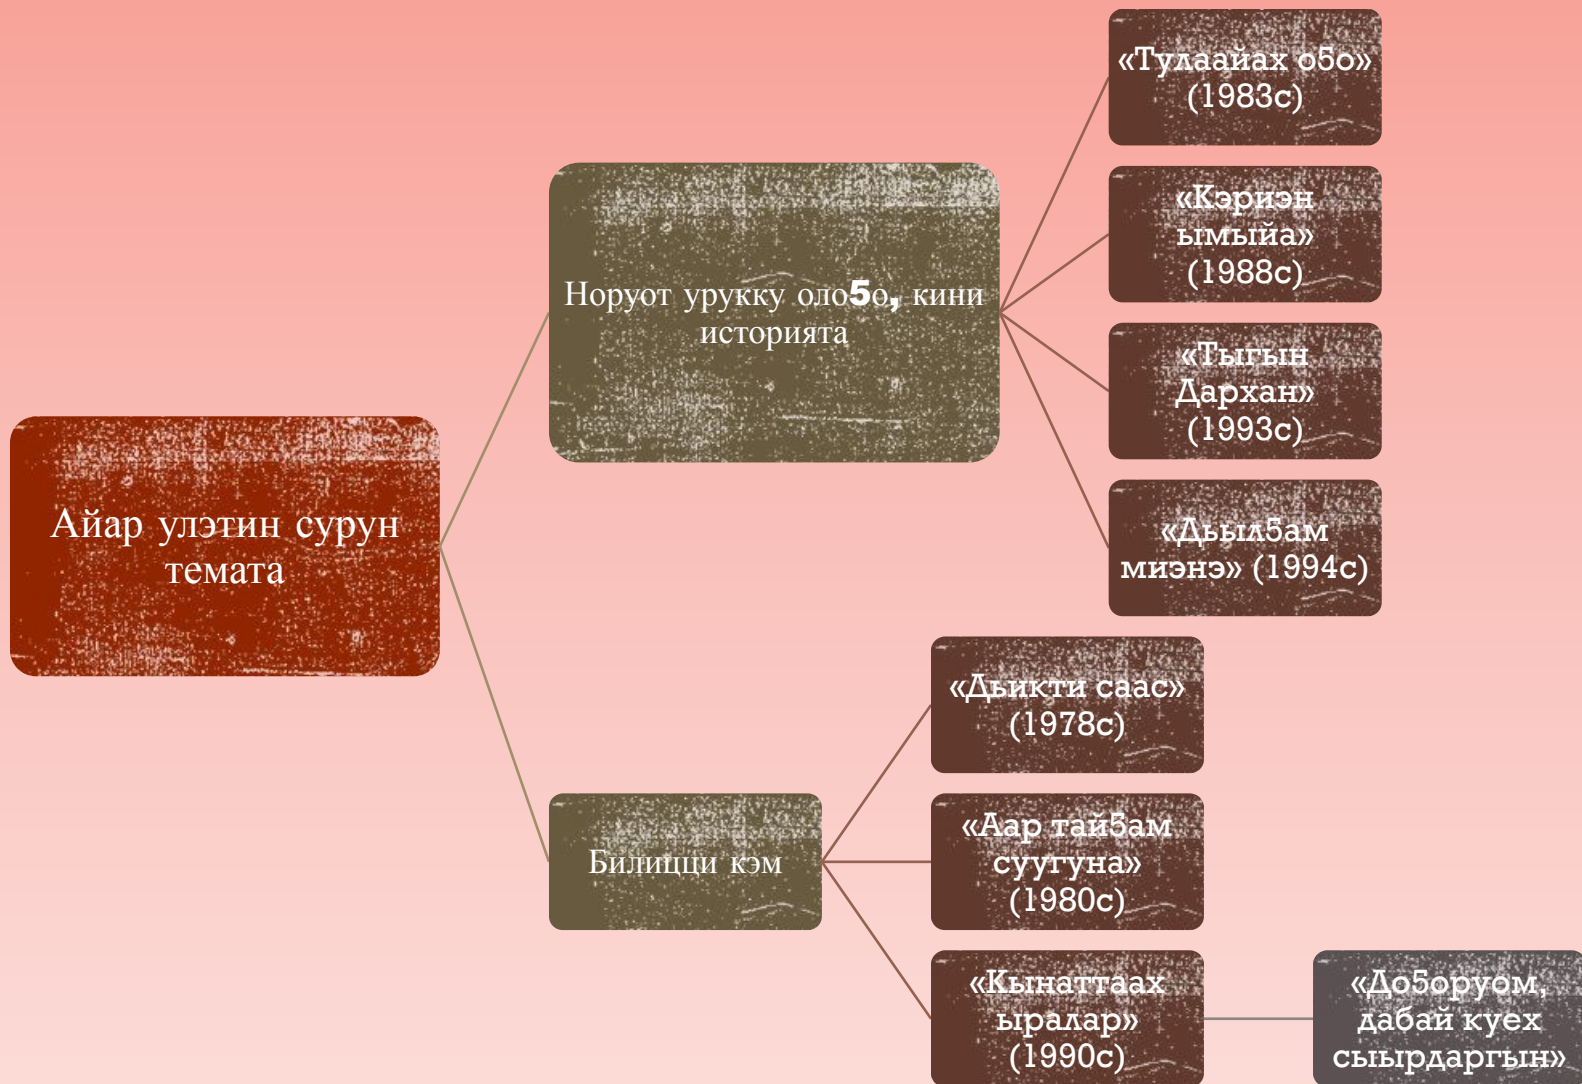 Айар улэтин сурун
темата
Норуот урукку оло5о, кини
историята
«Тулаайах о5о»
(1983с)
«Кэриэн
ымыйа»
(1988с)
«Тыгын
Дархан»
(1993с)
«Дьыл5ам
миэнэ» (1994с)
Билицци кэм
«Дьикти саас»
(1978с)
«Аар тай5ам
суугуна»
(1980с)
«Кынаттаах
ыралар»
(1990с)
«До5оруом,
дабай куех
сыырдаргын»